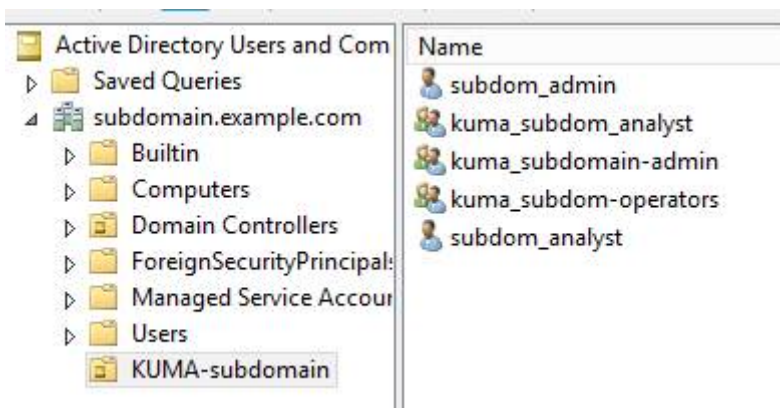 Active Directory Users and Com
Saved Queries
subdomain.example.com
Builtin
Computers
Domain Controllers
ForeignSecurityPrincipals
Managed Service Accour
Users
KUMA-subdomain
Name
subdom_admin
kuma_subdom_analyst
kuma_subdomain-admin
kuma_subdom-operators
subdom_analyst